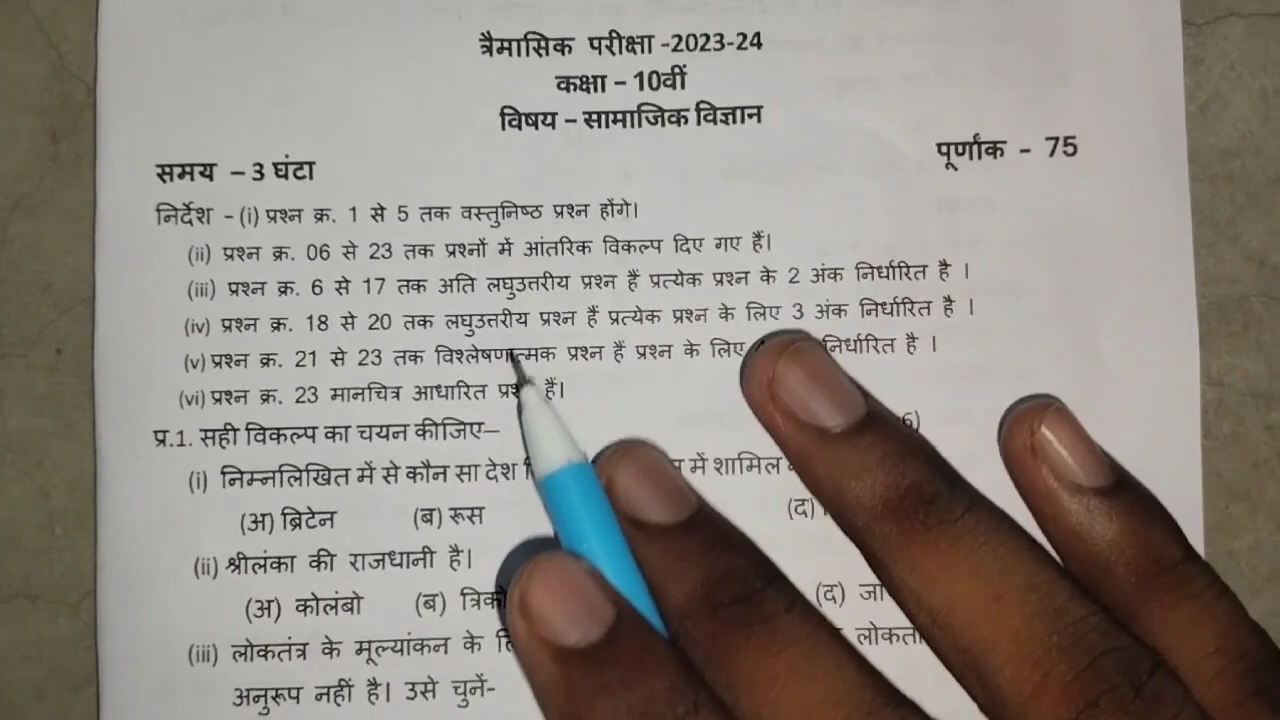 त्रैमासिक परीक्षा -2023-24
कक्षा – 10वीं
विषय – सामाजिक विज्ञान
समय – 3 घंटा
पूर्णांक - 75
निर्देश - (i) प्रश्न क्र. 1 से 5 तक वस्तुनिष्ठ प्रश्न होंगे।
(ii) प्रश्न क्र. 06 से 23 तक प्रश्नों में आंतरिक विकल्प दिए गए हैं।
(iii) प्रश्न क्र. 6 से 17 तक अति लघुउत्तरीय प्रश्न हैं प्रत्येक प्रश्न के 2 अंक निर्धारित है ।
(iv) प्रश्न क्र. 18 से 20 तक लघुउत्तरीय प्रश्न हैं प्रत्येक प्रश्न के लिए 3 अंक निर्धारित है ।
(v) प्रश्न क्र. 21 से 23 तक विश्लेषणात्मक प्रश्न हैं प्रश्न के लिए निर्धारित है ।
(vi) प्रश्न क्र. 23 मानचित्र आधारित प्रश्न हैं।
प्र.1. सही विकल्प का चयन कीजिए– 6)
(i) निम्नलिखित में से कौन सा देश में शामिल
(अ) ब्रिटेन (ब) रूस (द)
(ii) श्रीलंका की राजधानी है।
(अ) कोलंबो (ब) (द)
(iii) लोकतंत्र के मूल्यांकन के
अनुरूप नहीं है। उसे चुनें-